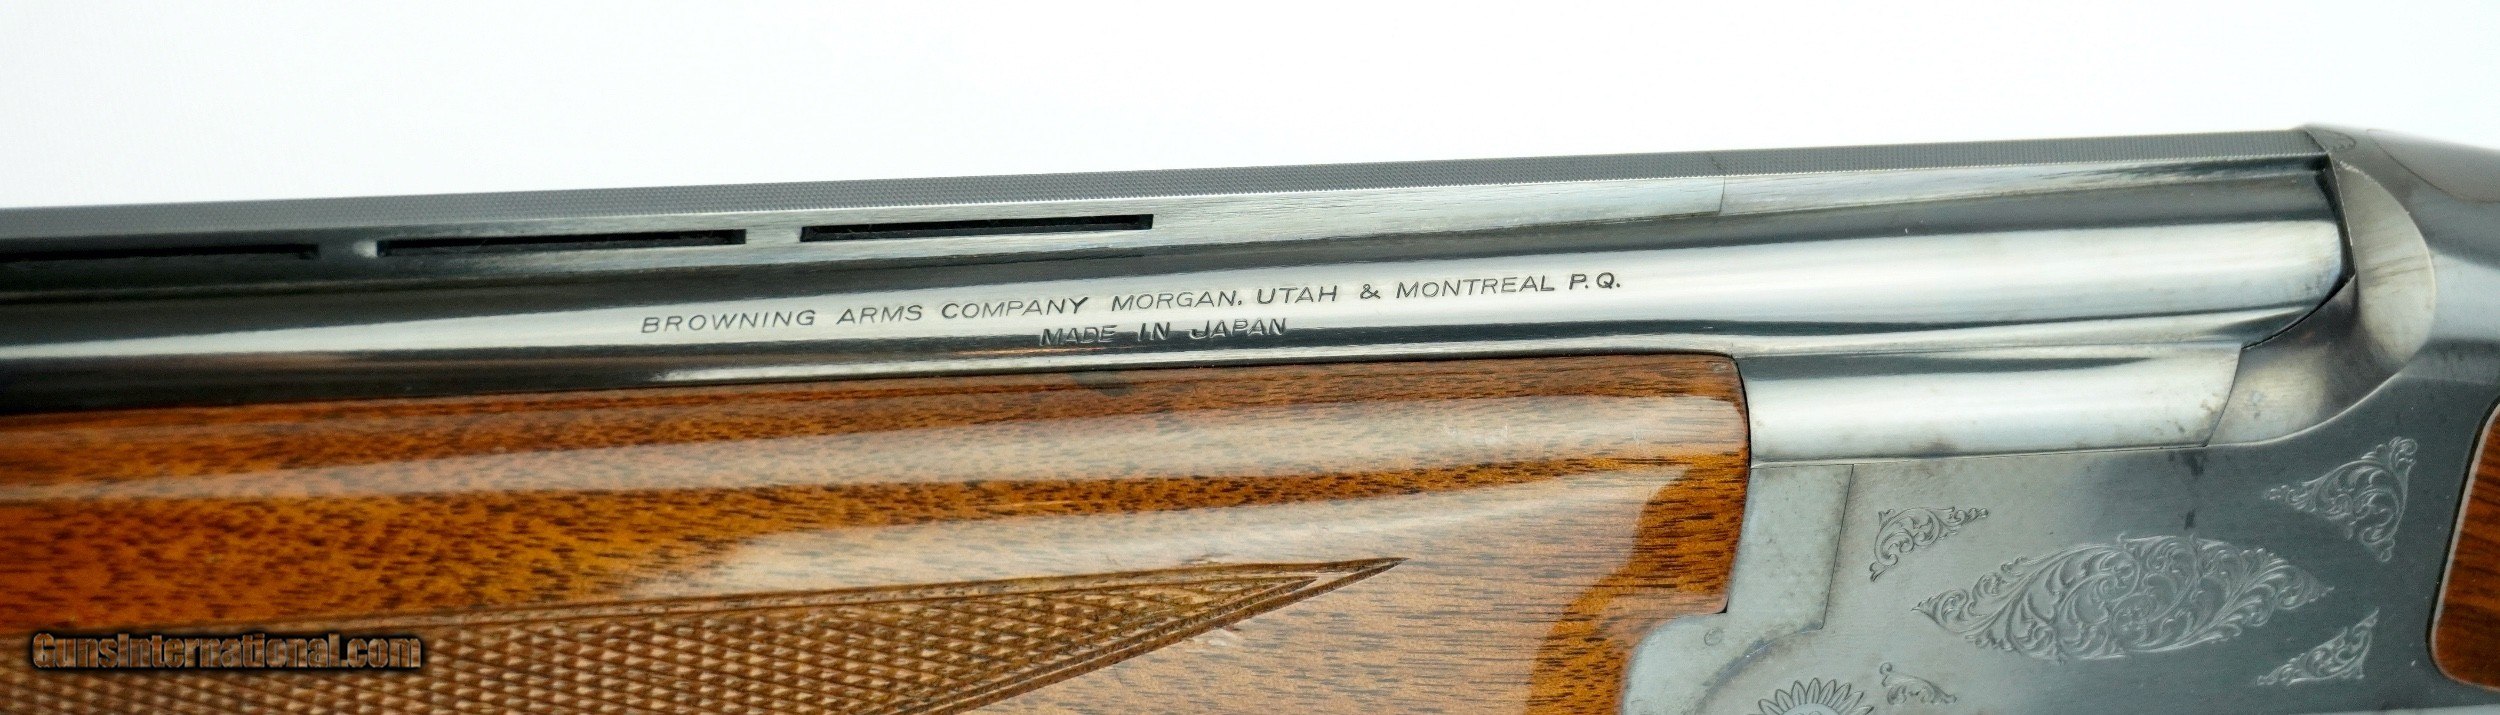 BROWNING ARMS COMPANY MORGAN, UTAH & MONTREAL P.Q.
MADE IN JAPAN
GunsInternational.com